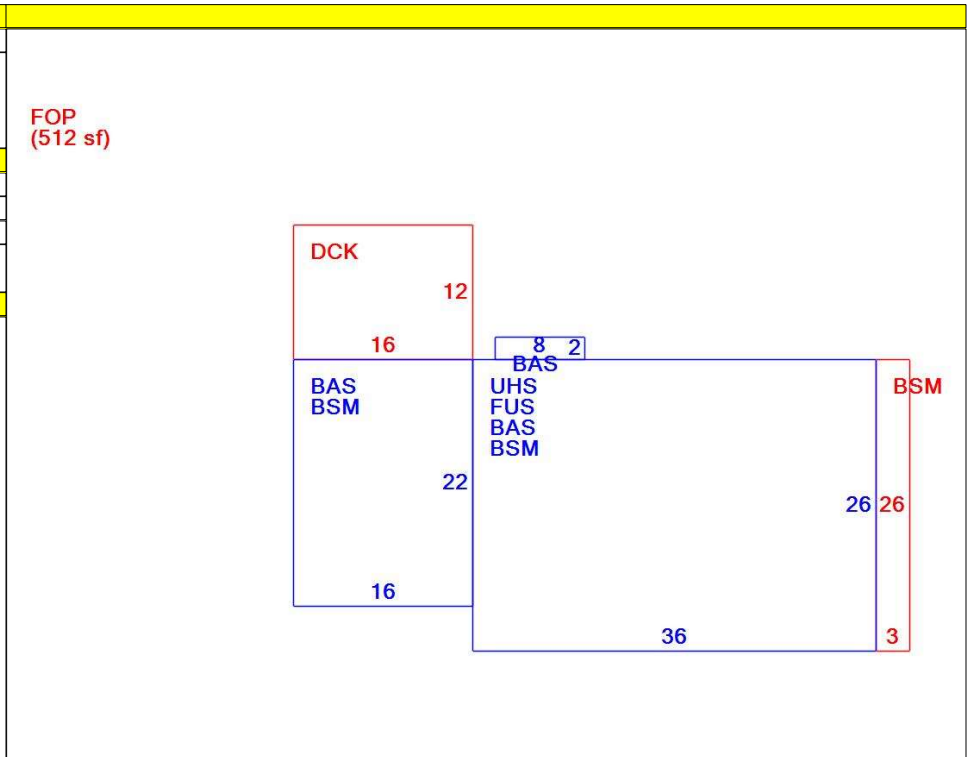 FOP
(512 sf)
DCK
12
16
8 2
BAS
BAS
BSM
UHS
FUS
BAS
BSM
BSM
22
26 26
16
36
3